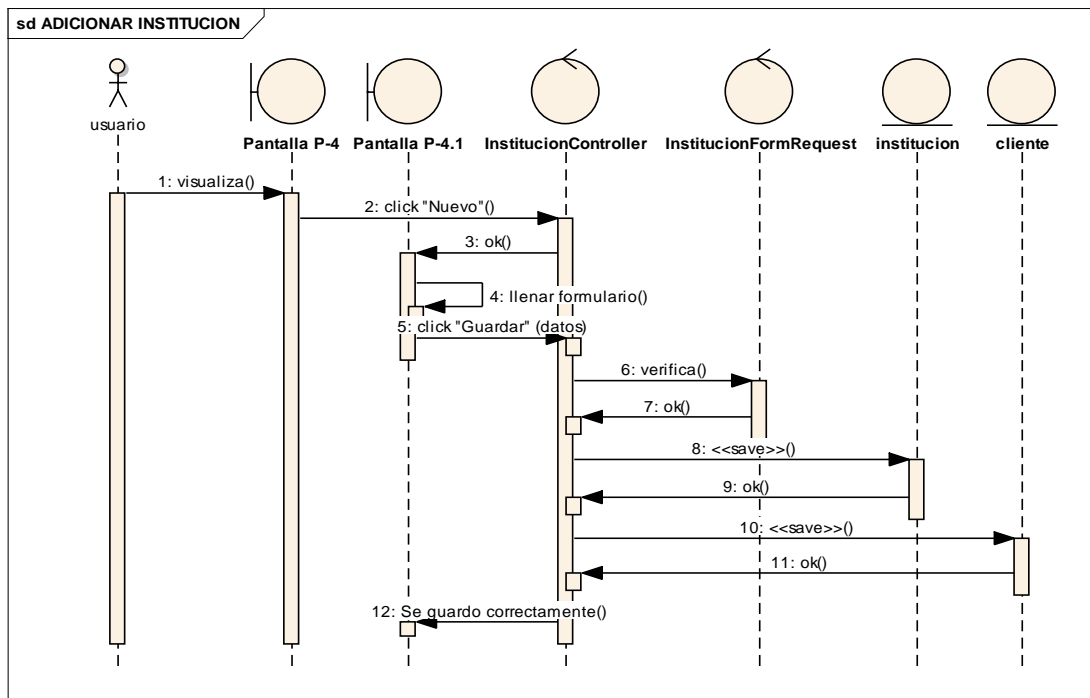 sd ADICIONAR INSTITUCION
usuario
Pantalla P-4
Pantalla P-4.1
InstitucionController
InstitucionFormRequest
institucion
cliente
1: visualiza()
2: click "Nuevo"()
3: ok()
4: llenar formulario()
5: click "Guardar" (datos)
6: verifica()
7: ok()
8: <<save>>()
9: ok()
10: <<save>>()
11: ok()
12: Se guardo correctamente()